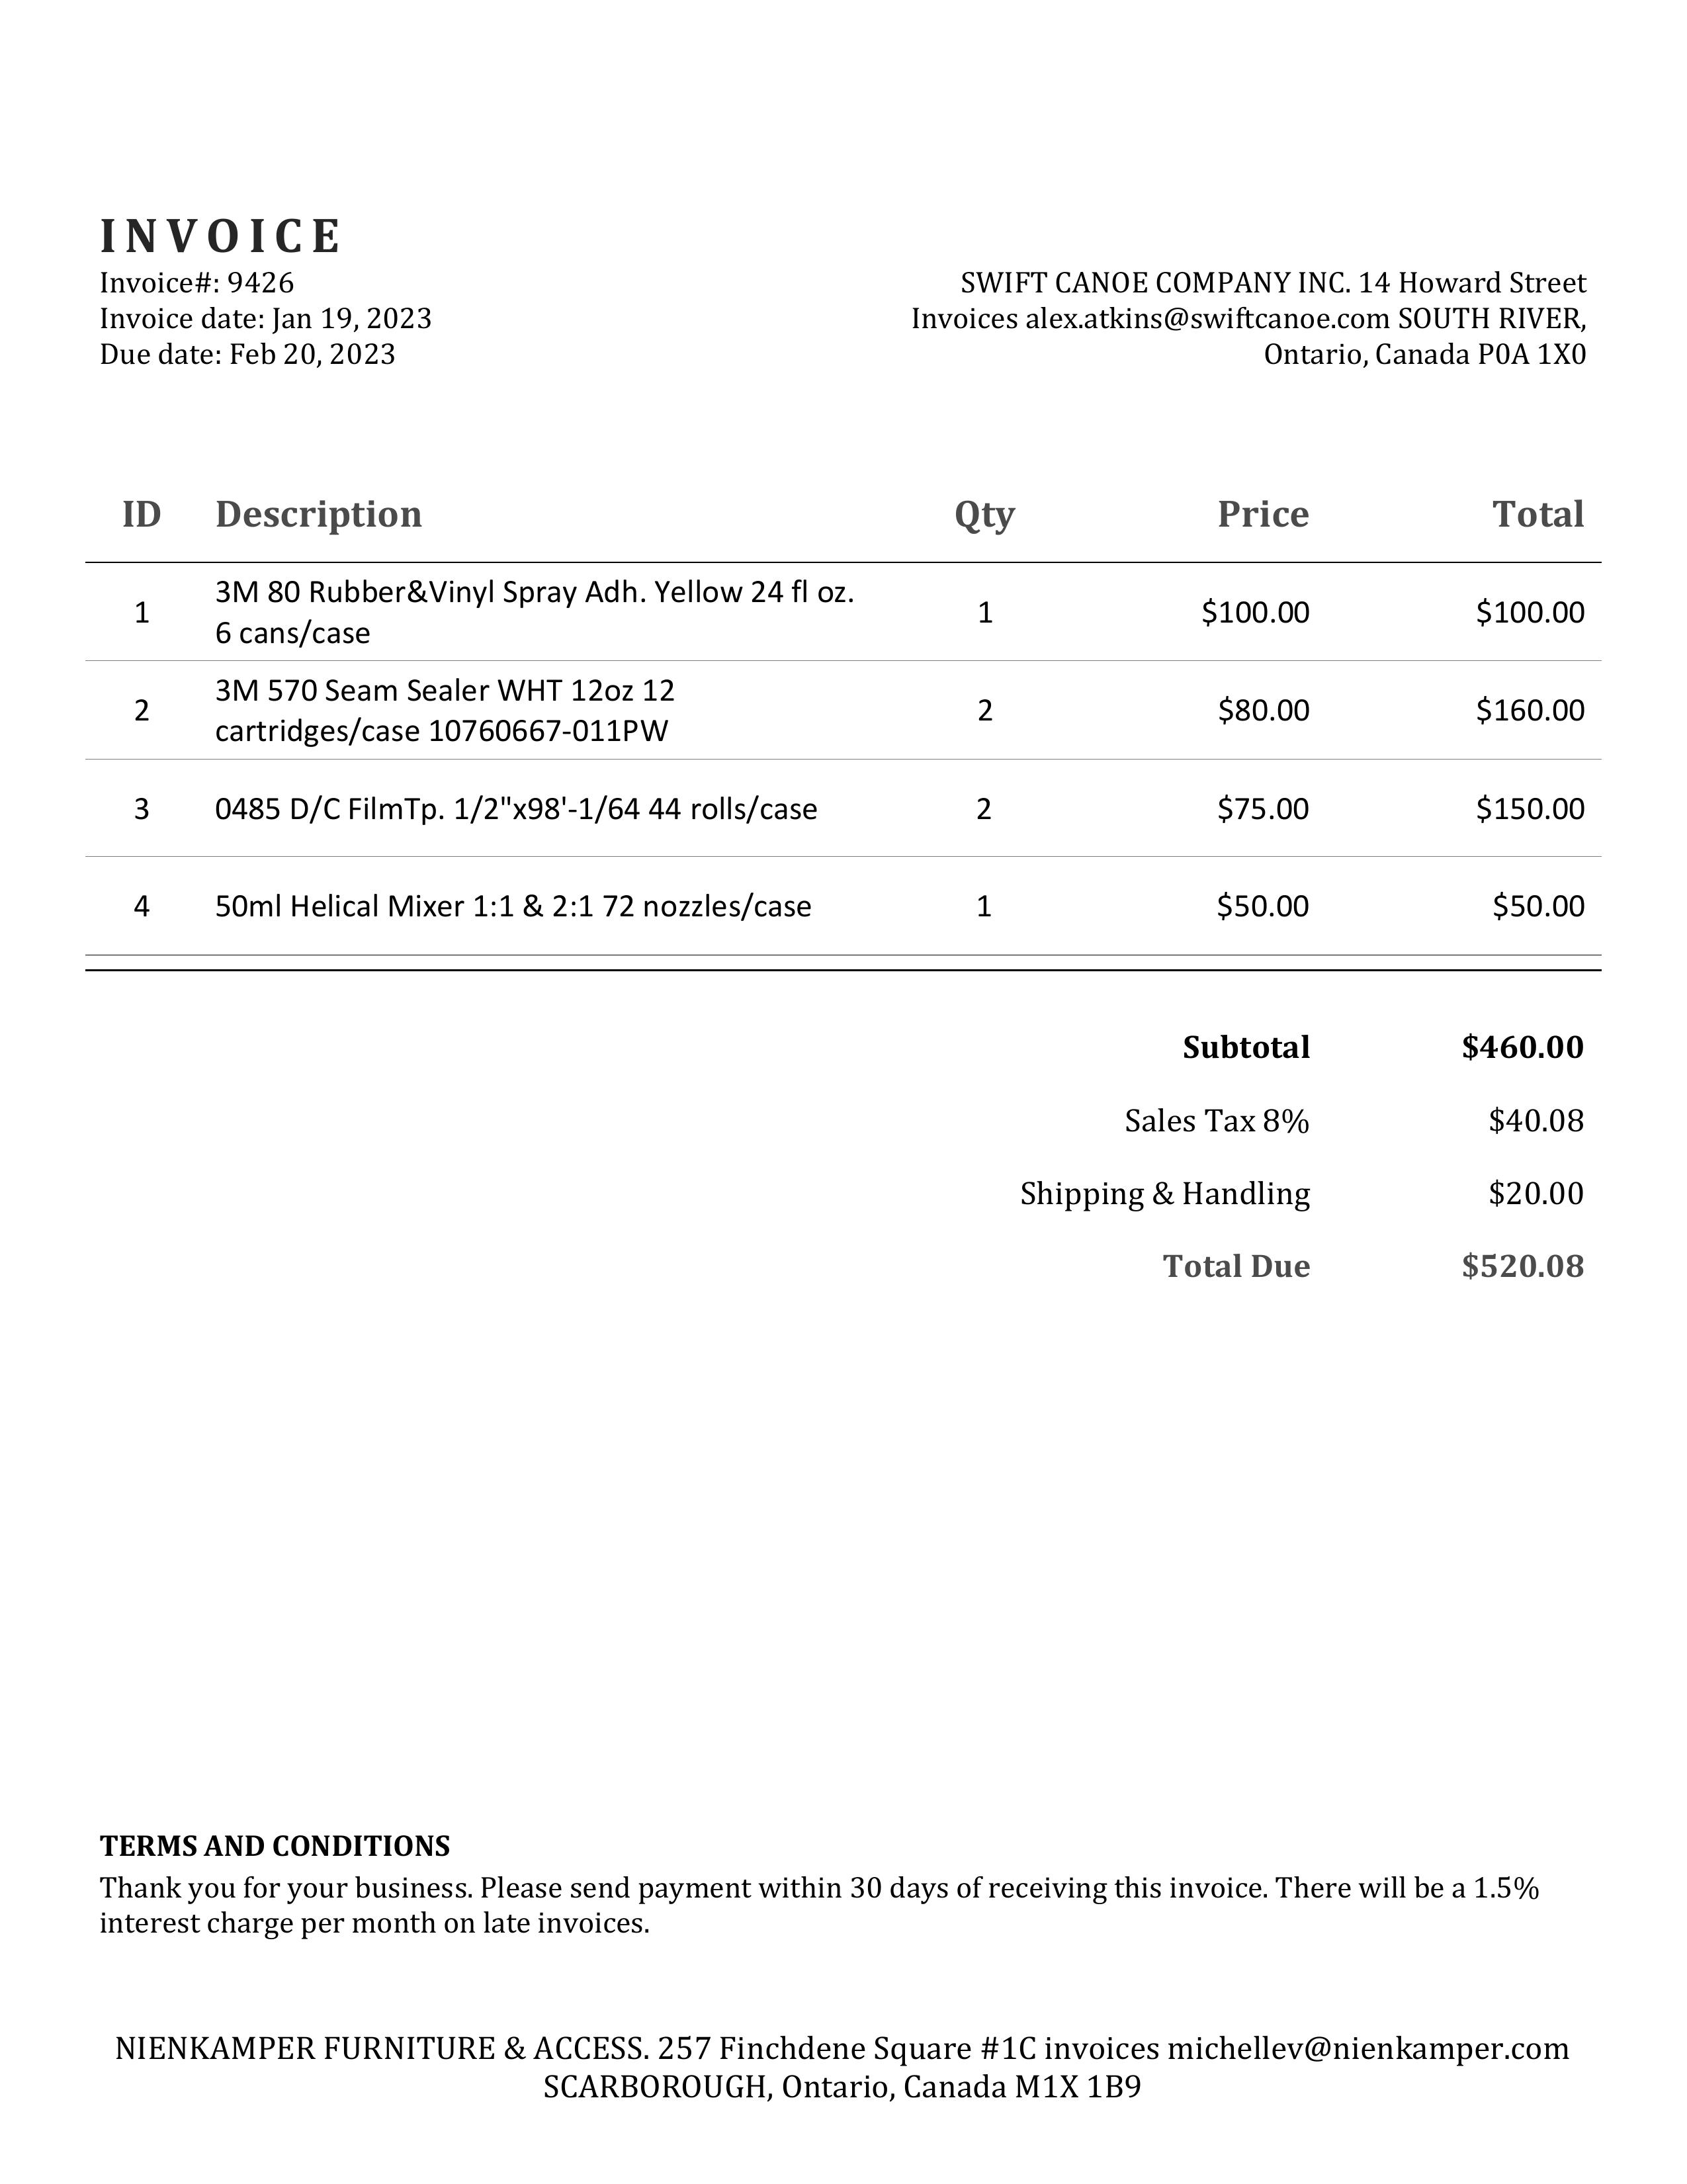 INVOICE
Invoice#: 9426
Invoice date: Jan 19, 2023
Due date: Feb 20, 2023
SWIFT CANOE COMPANY INC. 14 Howard Street
Invoices alex.atkins@swiftcanoe.com SOUTH RIVER,
Ontario, Canada P0A 1X0
ID Description Qty Price Total
1 3M 80 Rubber&Vinyl Spray Adh. Yellow 24 fl oz.
6 cans/case 1 $100.00 $100.00
2 3M 570 Seam Sealer WHT 12oz 12
cartridges/case 10760667-011PW 2 $80.00 $160.00
3 0485 D/C FilmTp. 1/2"x98'-1/64 44 rolls/case 2 $75.00 $150.00
4 50ml Helical Mixer 1:1 & 2:1 72 nozzles/case 1 $50.00 $50.00
Subtotal $460.00
Sales Tax 8% $40.08
Shipping & Handling $20.00
Total Due $520.08
TERMS AND CONDITIONS
Thank you for your business. Please send payment within 30 days of receiving this invoice. There will be a 1.5%
interest charge per month on late invoices.
NIENKAMPER FURNITURE & ACCESS. 257 Finchdene Square #1C invoices michellev@nienkamper.com
SCARBOROUGH, Ontario, Canada M1X 1B9